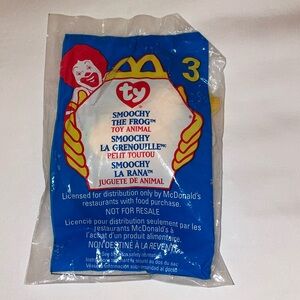 3
ty
SMOOCHY
THE FROG™
TOY ANIMAL
SMOOCHY
LA GRENOUILLE™
PETIT TOUTOU
SMOOCHY
LA RANA™
JUGUETE DE ANIMAL
Licensed for distribution only by McDonald's
restaurants with food purchase.
NOT FOR RESALE
Licencié pour distribution seulement par les
restaurants McDonald's à
l'achat d'un produit alimentaire.
NON DESTINÉ À LA REVENTE